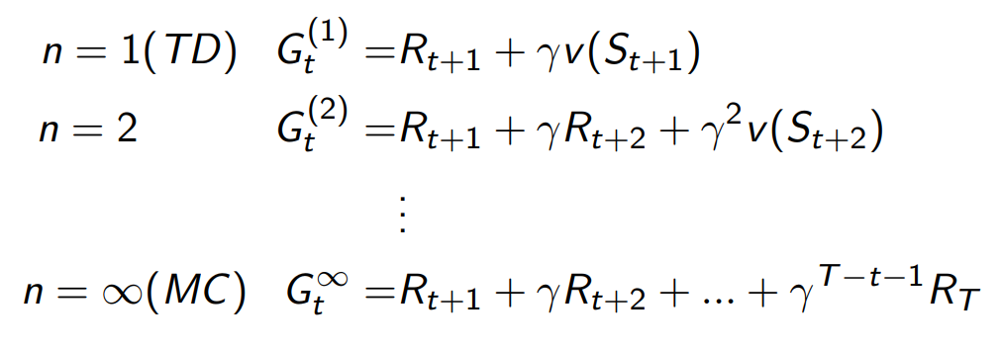 n = 1(TD) G_t^{(1)} =R_{t+1} + γv(S_{t+1})
n = 2 G_t^{(2)} =R_{t+1} + γR_{t+2} + γ^2v(S_{t+2})
⋮
n = ∞(MC) G_t^∞ =R_{t+1} + γR_{t+2} + ... + γ^{T−t−1}R_T